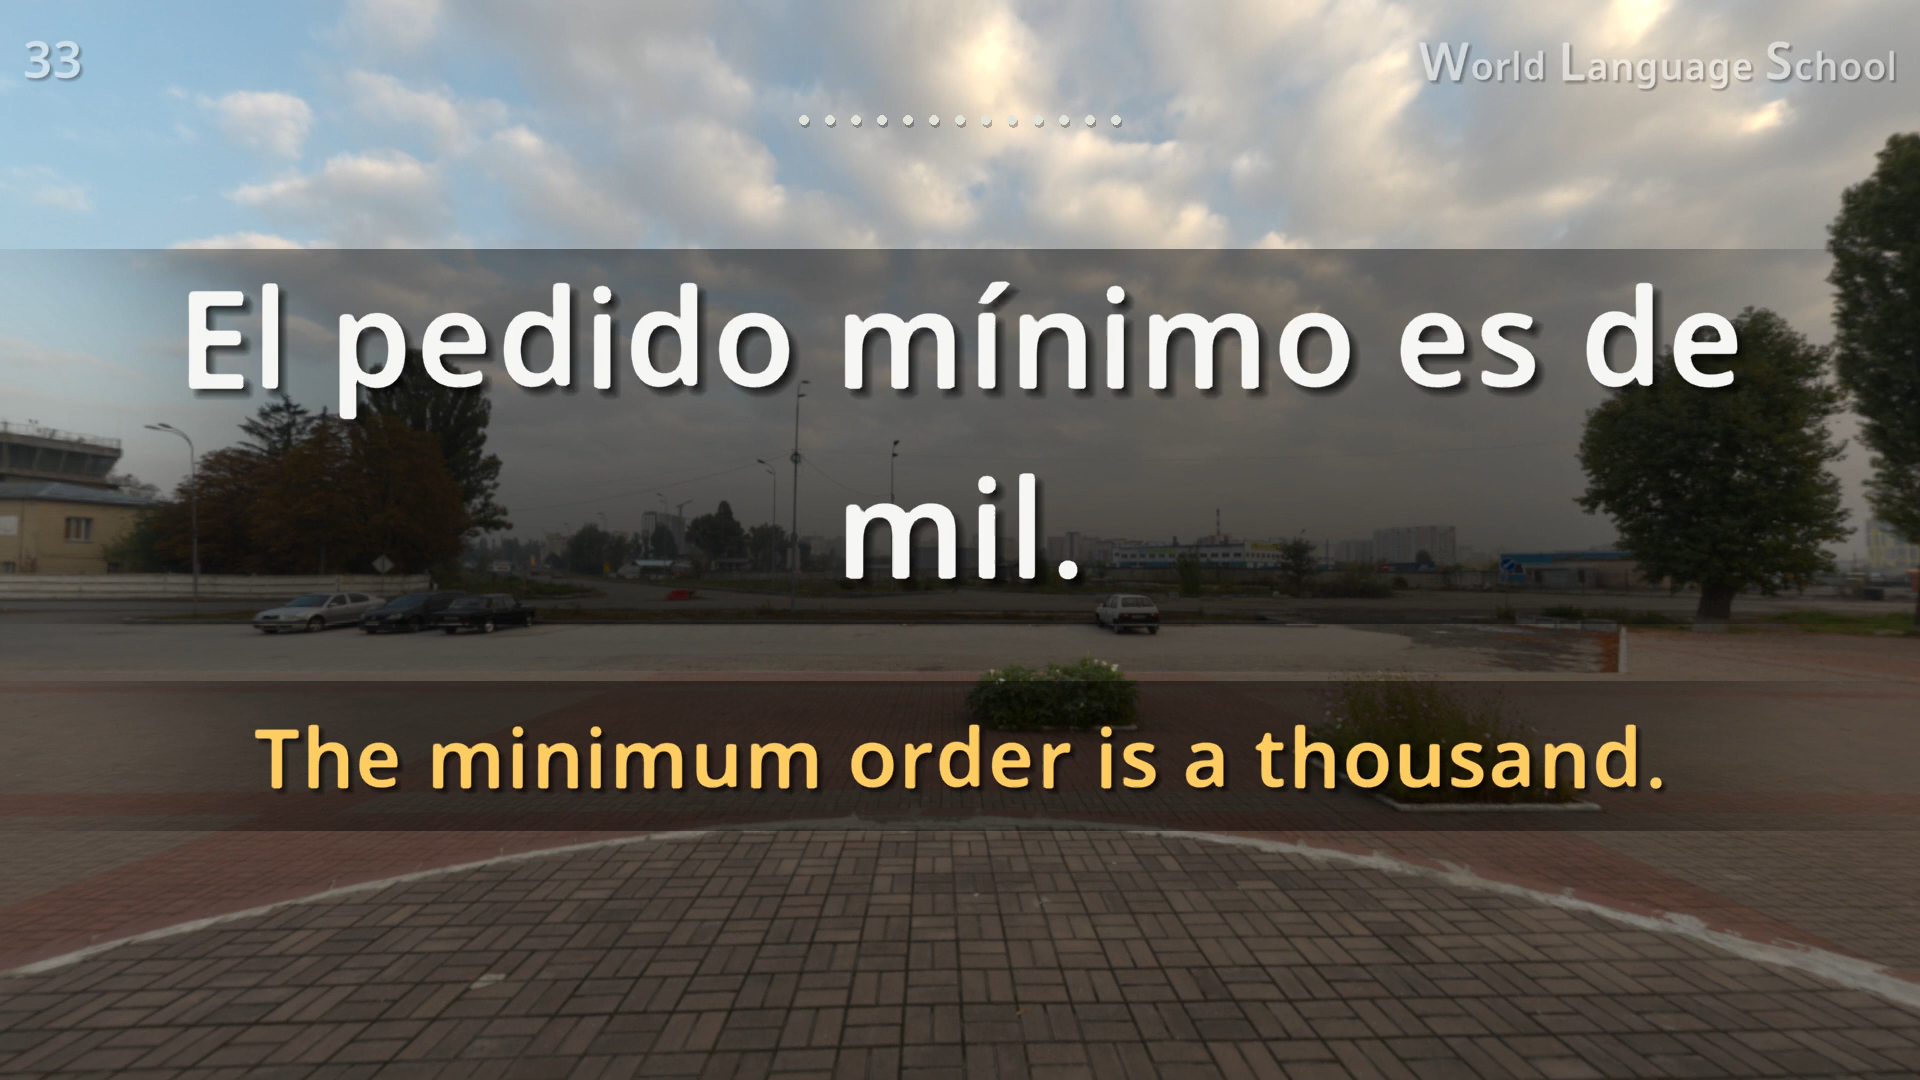 33
World Language School
El pedido mínimo es de
mil.
The minimum order is a thousand.